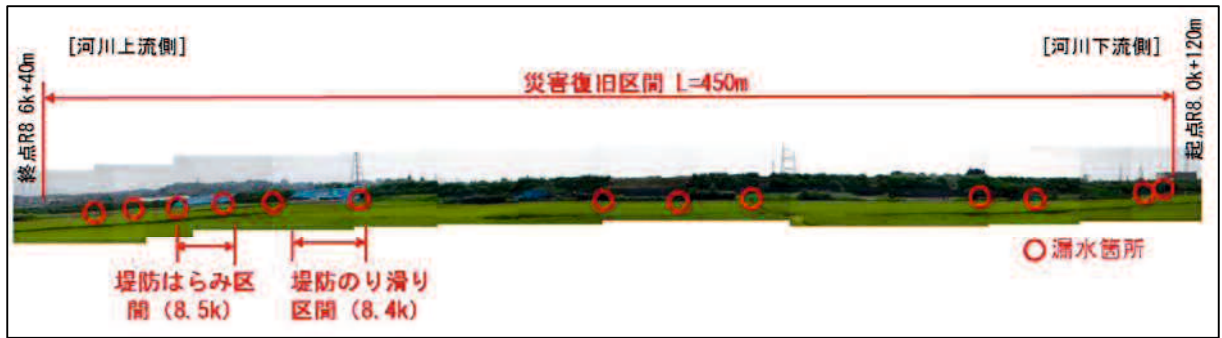 [河川上流側]
[河川下流側]
終点R8 6k+40m
災害復旧区間 L=450m
起点R8. 0k+120m
堤防はらみ区
間 (8.5k)
堤防のり滑り
区間 (8.4k)
漏水箇所